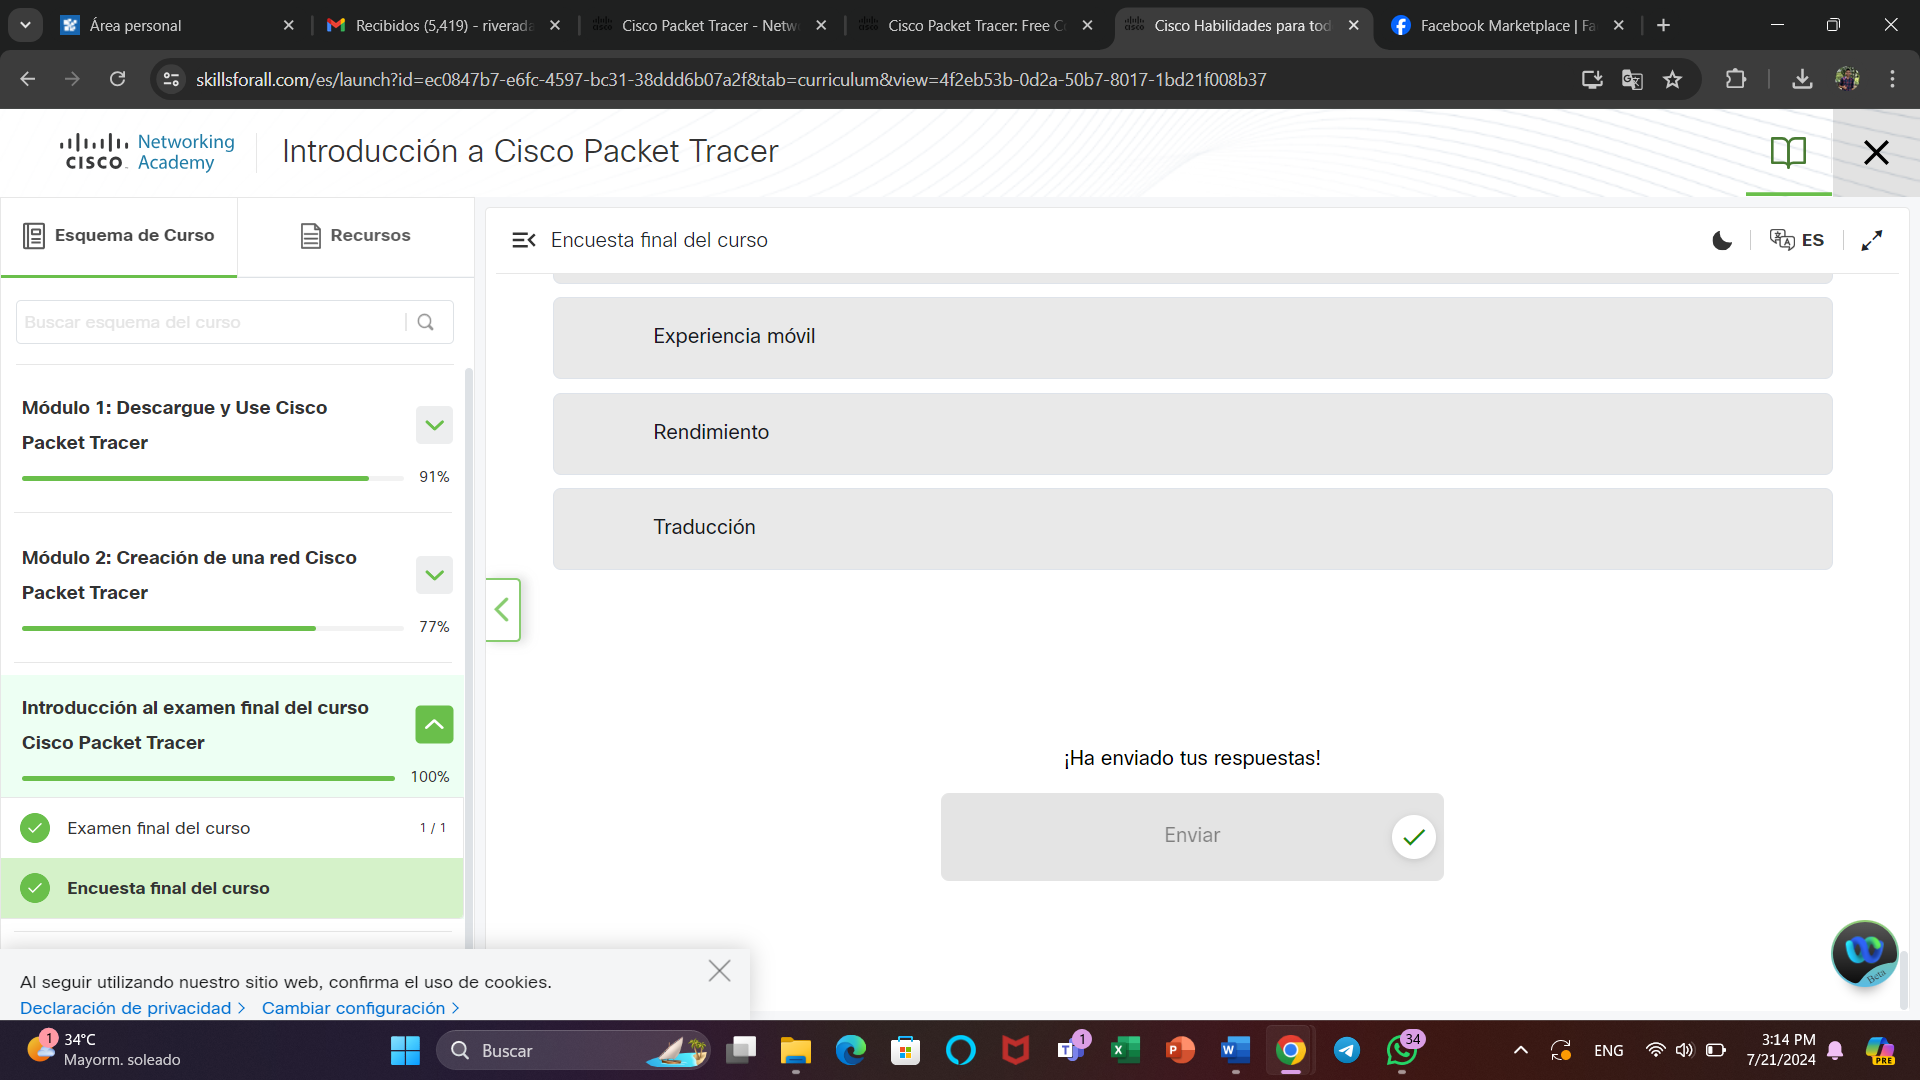 Área personal
Recibidos (5,419) - riverada
Cisco Packet Tracer - Netw
Cisco Packet Tracer: Free C
Cisco Habilidades para tod
Facebook Marketplace | Fa
skillsforall.com/es/launch?id=ec0847b7-e6fc-4597-bc31-38ddd6b07a2f&tab=curriculum&view=4f2eb53b-0d2a-50b7-8017-1bd21f008b37
CISCO Networking
Academy
Introducción a Cisco Packet Tracer
Esquema de Curso
Recursos
Encuesta final del curso
ES
Buscar esquema del curso
Experiencia móvil
Módulo 1: Descargue y Use Cisco
Packet Tracer
91%
Rendimiento
Traducción
Módulo 2: Creación de una red Cisco
Packet Tracer
77%
Introducción al examen final del curso
Cisco Packet Tracer
100%
¡Ha enviado tus respuestas!
Enviar
Examen final del curso
1 / 1
Encuesta final del curso
Beta
Al seguir utilizando nuestro sitio web, confirma el uso de cookies.
Declaración de privacidad > Cambiar configuración >
1
34°C
Mayorm. soleado
Buscar
1
34
ENG
3:14 PM
7/21/2024
PRE